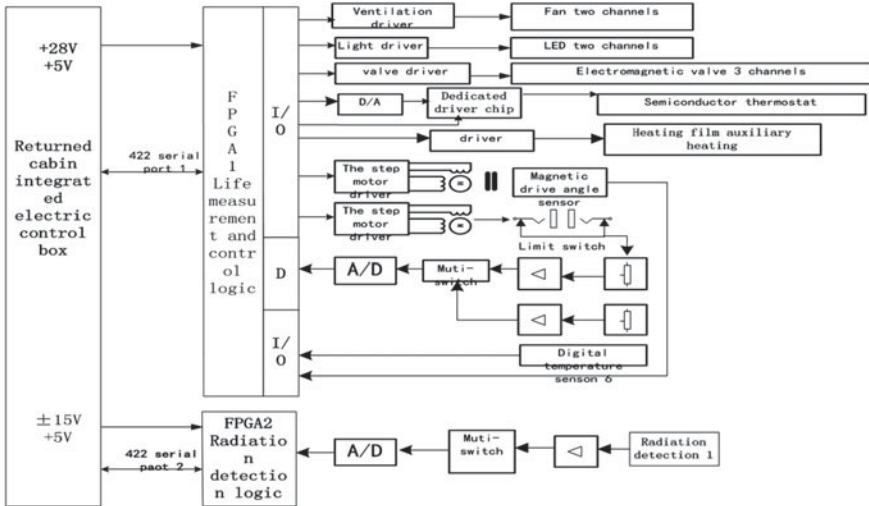 +28V
+5V
Returned
cabin
integrat
ed
electric
control
box
±15V
+5V
422 serial
port 1
422 serial
paot 2
F
P
G
A
1
Life
measu
remen
t and
contr
ol
logic
I/
O
D
I/
O
Ventilation
driver
Fan two channels
Light driver
LED two channels
valve driver
Electromagnetic valve 3 channels
D/A
Dedicated
driver chip
Semiconductor thermostat
driver
Heating film auxiliary
heating
The step
motor
driver
Magnetic
drive angle
sensor
The step
motor
driver
Limit switch
A/D
Muti-
switch
Digital
temperature
senson 6
FPGA2
Radiatio
n
detectio
n logic
A/D
Muti-
switch
Radiation
detection 1